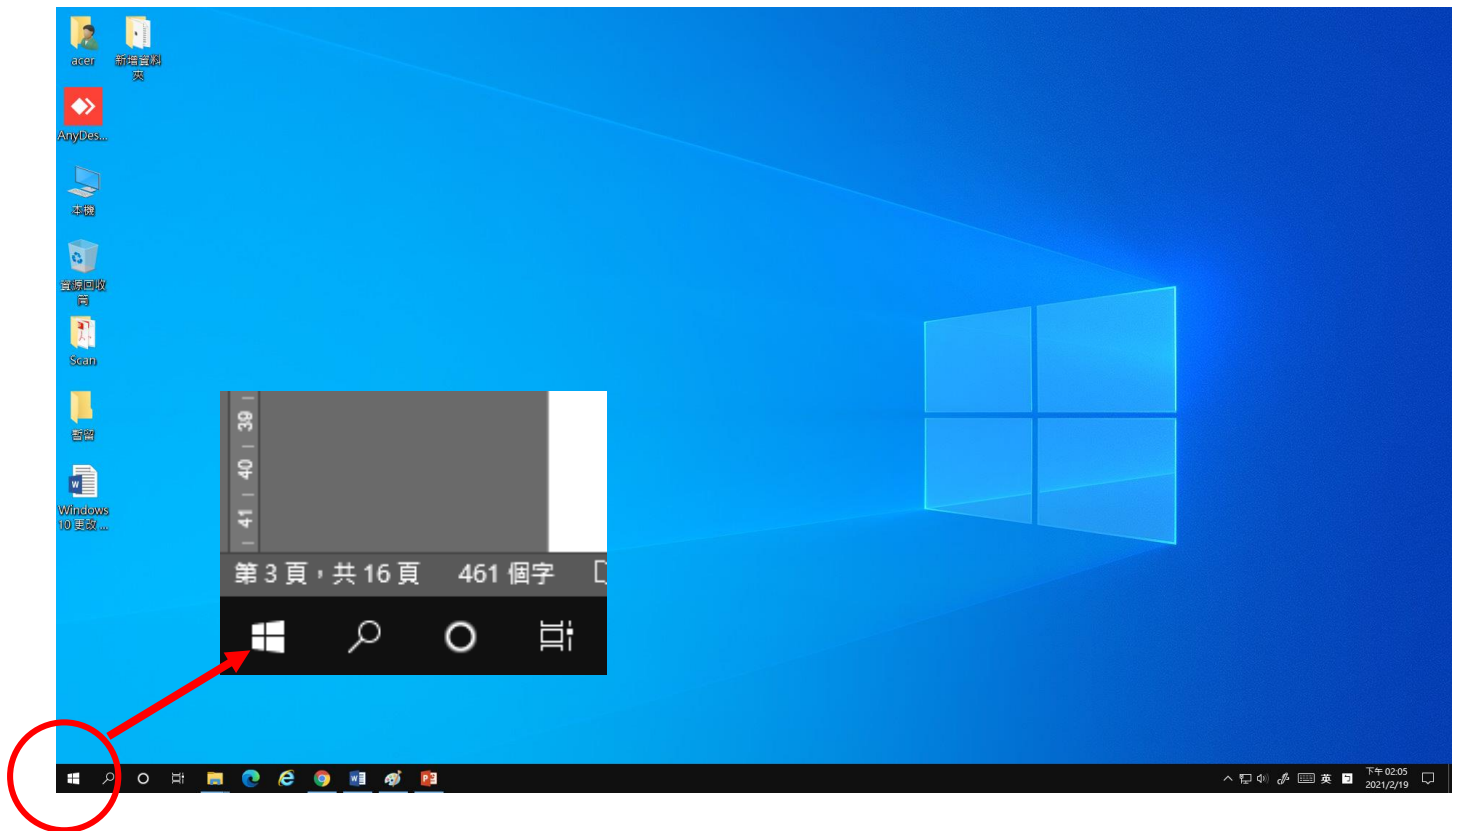 acer
新增資料
夾
AnyDes...
本機
資源回收
筒
Scan
暫留
Windows
10 更改 ...
39
40
41
第 3 頁，共 16 頁 461 個字
英
下午 02:05
2021/2/19